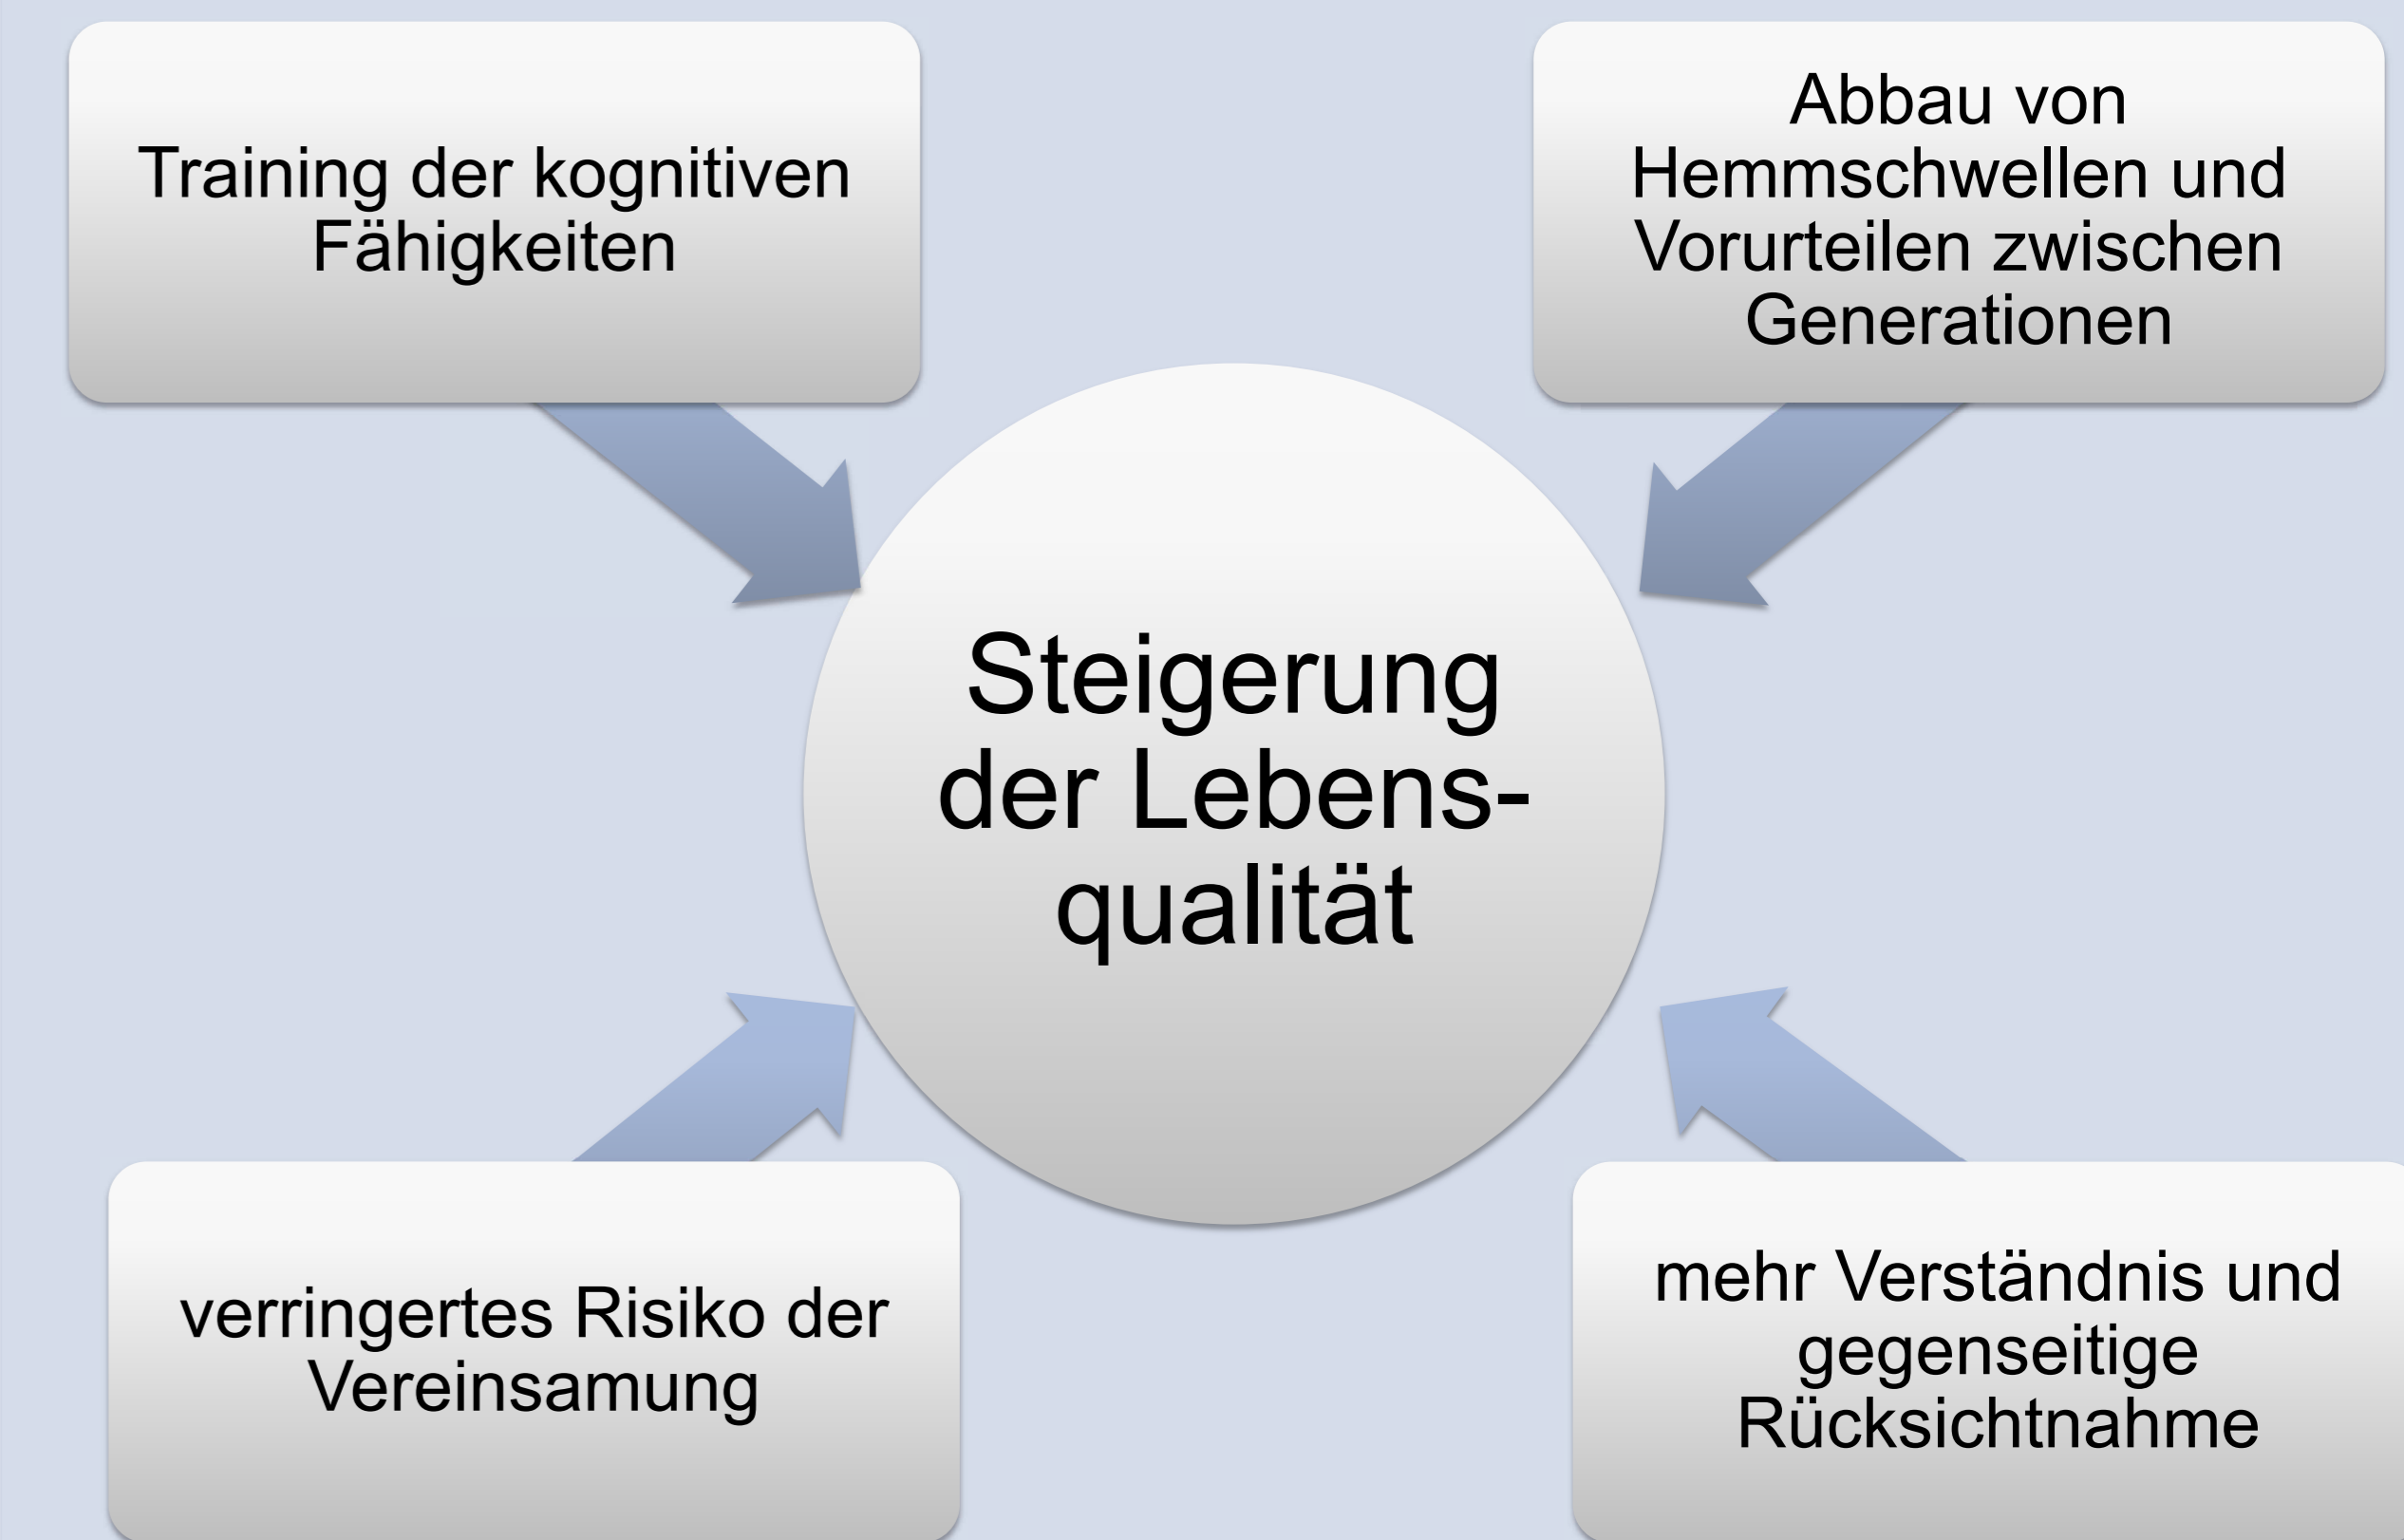 Training der kognitiven
Fähigkeiten
Abbau von
Hemmschwellen und
Vorurteilen zwischen
Generationen
Steigerung
der Lebens-
qualität
verringertes Risiko der
Vereinsamung
mehr Verständnis und
gegenseitige
Rücksichtnahme